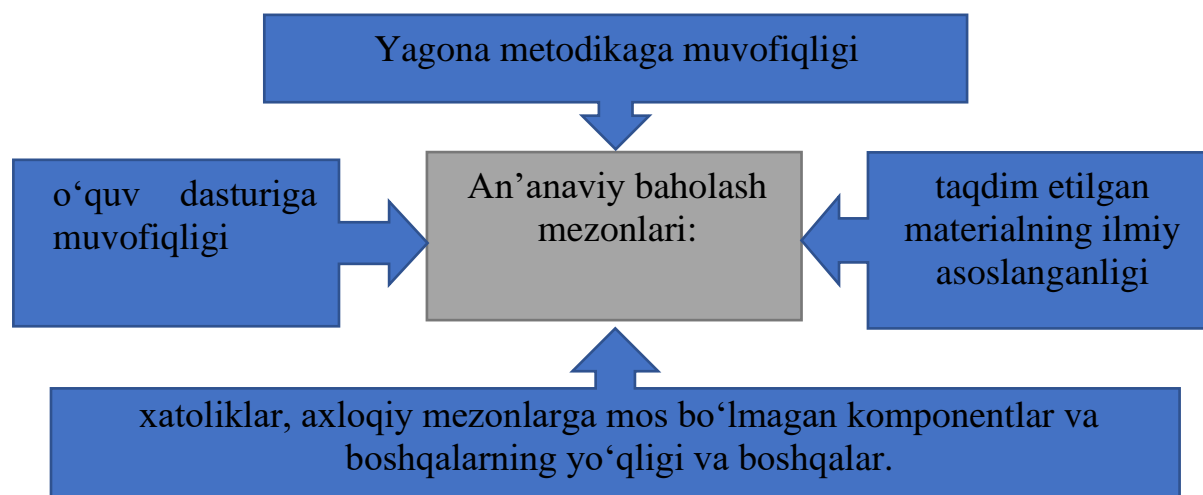 Yagona metodikaga muvofiqligi
o‘quv dasturiga
muvofiqligi
An’anaviy baholash
mezonlari:
taqdim etilgan
materialning ilmiy
asoslanganligi
xatoliklar, axloqiy mezonlarga mos bo‘lmagan komponentlar va
boshqalarning yo‘qligi va boshqalar.